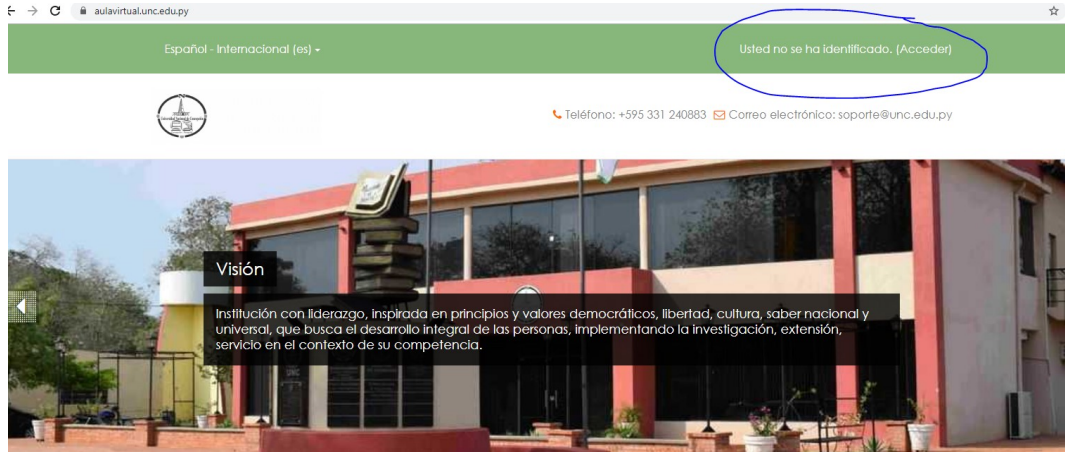 aulavirtual.unc.edu.py
Español - Internacional (es)
Usted no se ha identificado. (Acceder)
Teléfono: +595 331 240883 Correo electrónico: soporte@unc.edu.py
Visión
Institución con liderazgo, inspirada en principios y valores democráticos, libertad, cultura, saber nacional y
universal, que busca el desarrollo integral de las personas, implementando la investigación, extensión,
servicio en el contexto de su competencia.